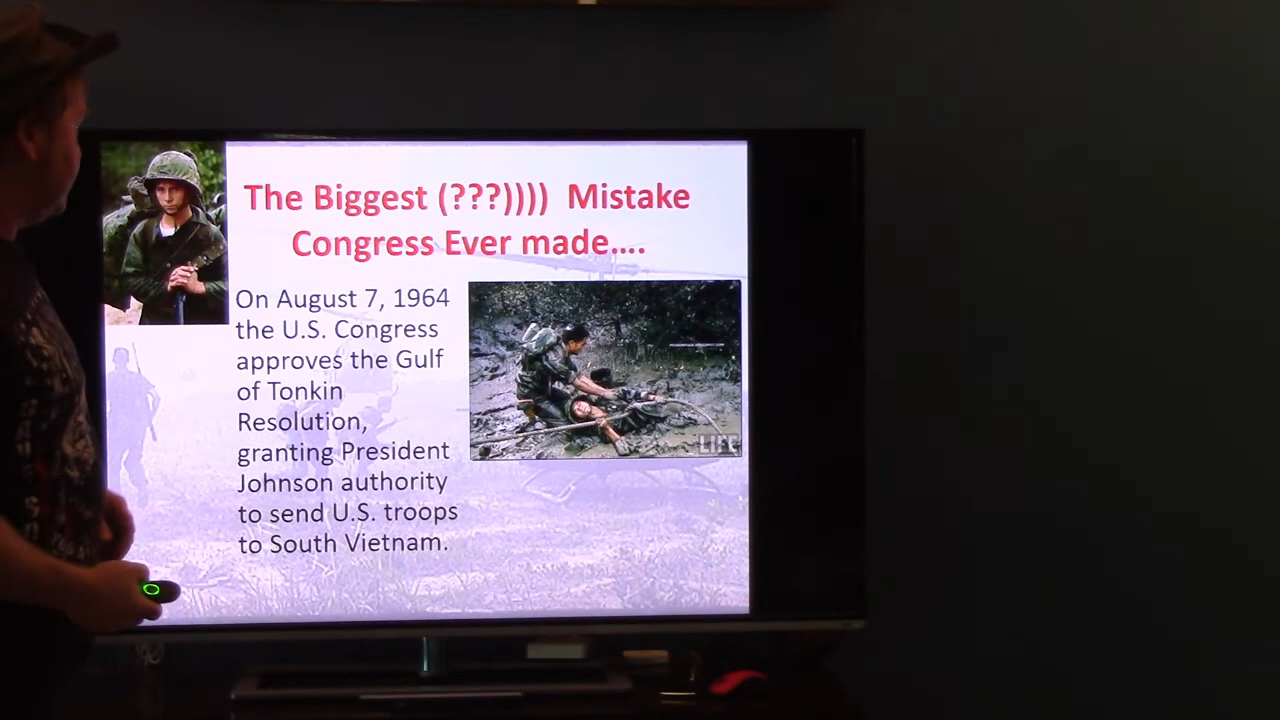 The Biggest (???)))) Mistake
Congress Ever made....
On August 7, 1964
the U.S. Congress
approves the Gulf
of Tonkin
Resolution,
granting President
Johnson authority
to send U.S. troops
to South Vietnam.
LIFE